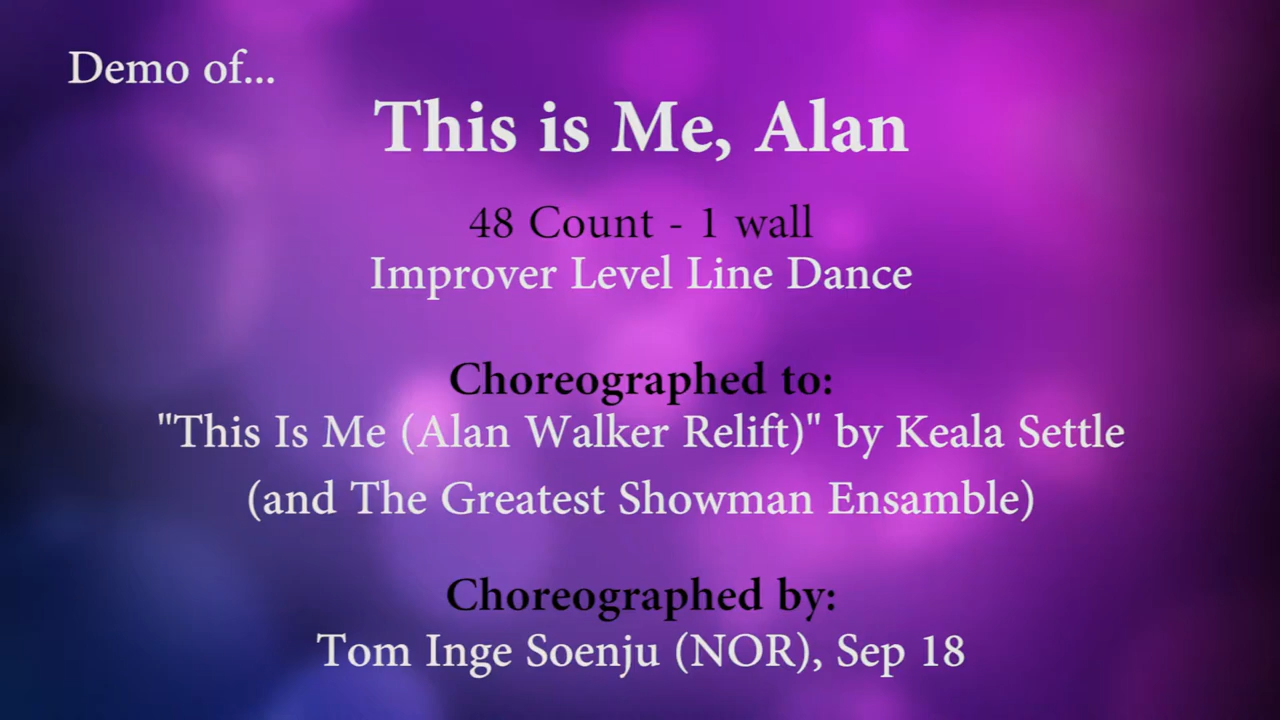 Demo of...
This is Me, Alan
48 Count - 1 wall
Improver Level Line Dance
Choreographed to:
"This Is Me (Alan Walker Relift)" by Keala Settle
(and The Greatest Showman Ensamble)
Choreographed by:
Tom Inge Soenju (NOR), Sep 18